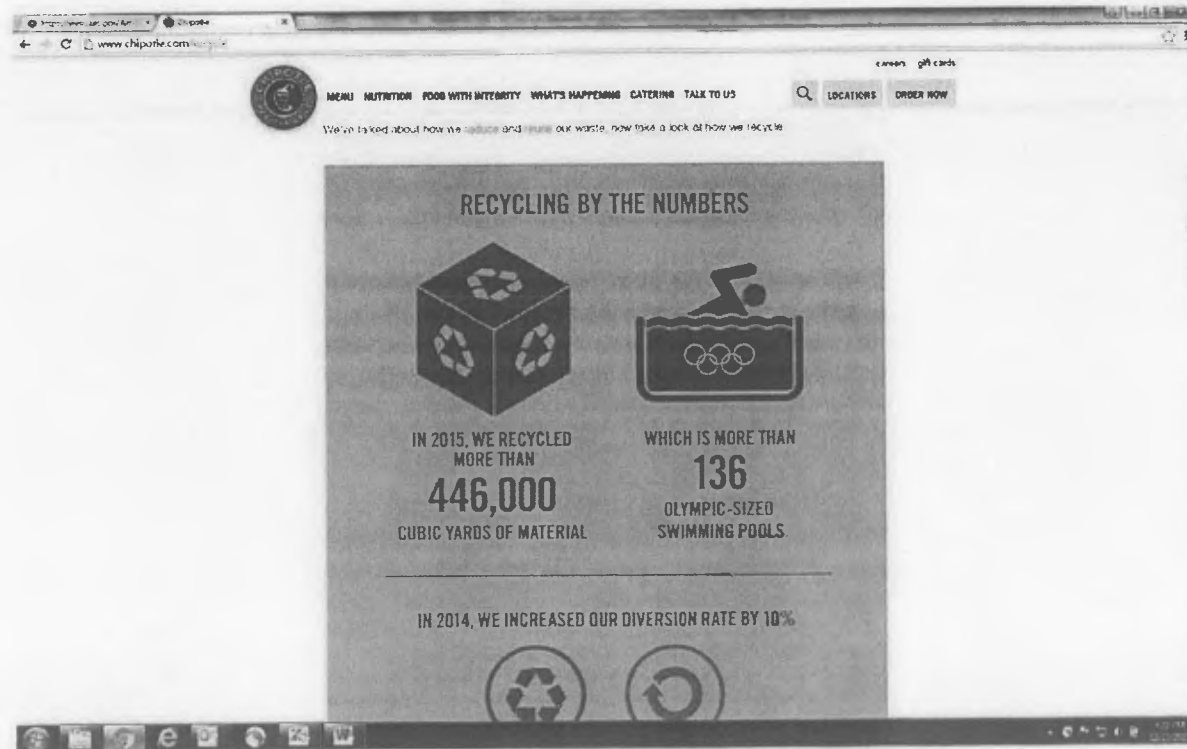 Chipotle
www.chipotle.com
careers gift cards
MENU NUTRITION FOOD WITH INTEGRITY WHAT'S HAPPENING CATERING TALK TO US LOCATIONS ORDER NOW
We've talked about how we reduce and reuse our waste, now take a look at how we recycle
RECYCLING BY THE NUMBERS
IN 2015, WE RECYCLED
MORE THAN
446,000
CUBIC YARDS OF MATERIAL
WHICH IS MORE THAN
136
OLYMPIC-SIZED
SWIMMING POOLS
IN 2014, WE INCREASED OUR DIVERSION RATE BY 10%